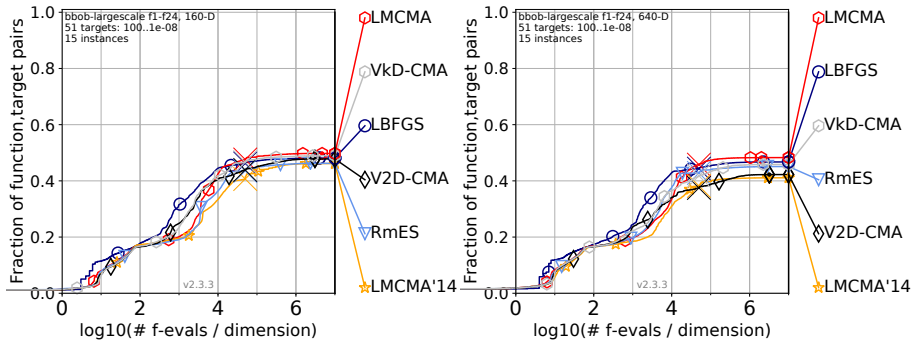 bbob-largescale f1-f24, 160-D
51 targets: 100..1e-08
15 instances
Fraction of function,target pairs
1.0
0.8
0.6
0.4
0.2
0.0
0
2
4
6
log10(# f-evals / dimension)
v2.3.3
LMCMA
VkD-CMA
LBFGS
V2D-CMA
RmES
LMCMA'14
bbob-largescale f1-f24, 640-D
51 targets: 100..1e-08
15 instances
Fraction of function,target pairs
1.0
0.8
0.6
0.4
0.2
0.0
0
2
4
6
log10(# f-evals / dimension)
v2.3.3
LMCMA
LBFGS
VkD-CMA
RmES
V2D-CMA
LMCMA'14